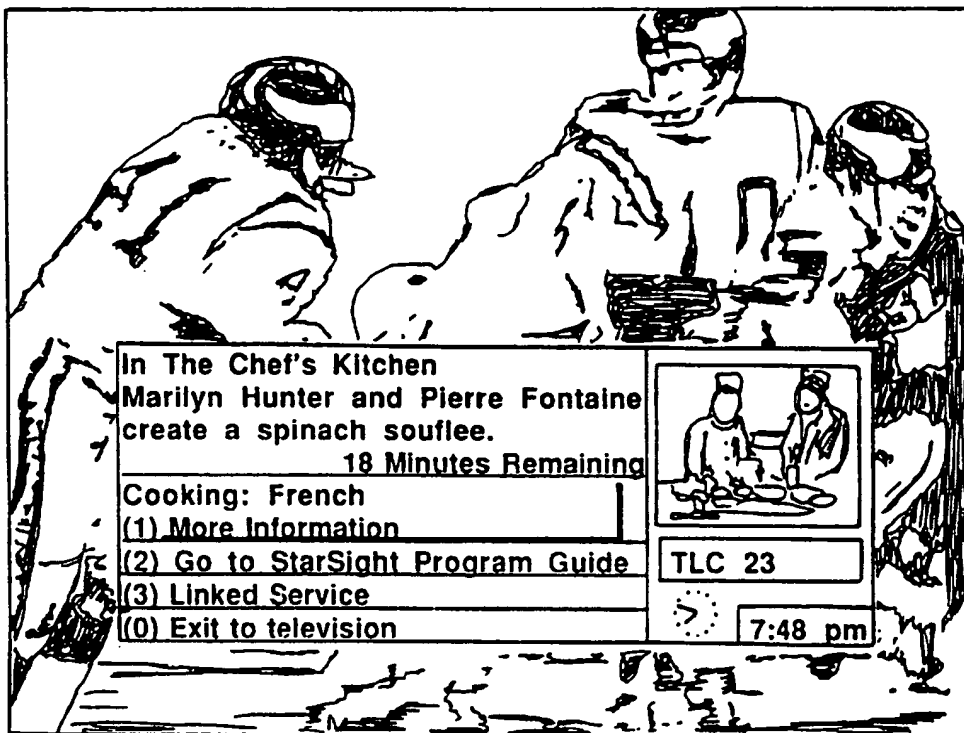 In The Chef's Kitchen
Marilyn Hunter and Pierre Fontaine
create a spinach souflee.
18 Minutes Remaining
Cooking: French
(1) More Information
(2) Go to StarSight Program Guide
(3) Linked Service
(0) Exit to television
TLC 23
7:48 pm